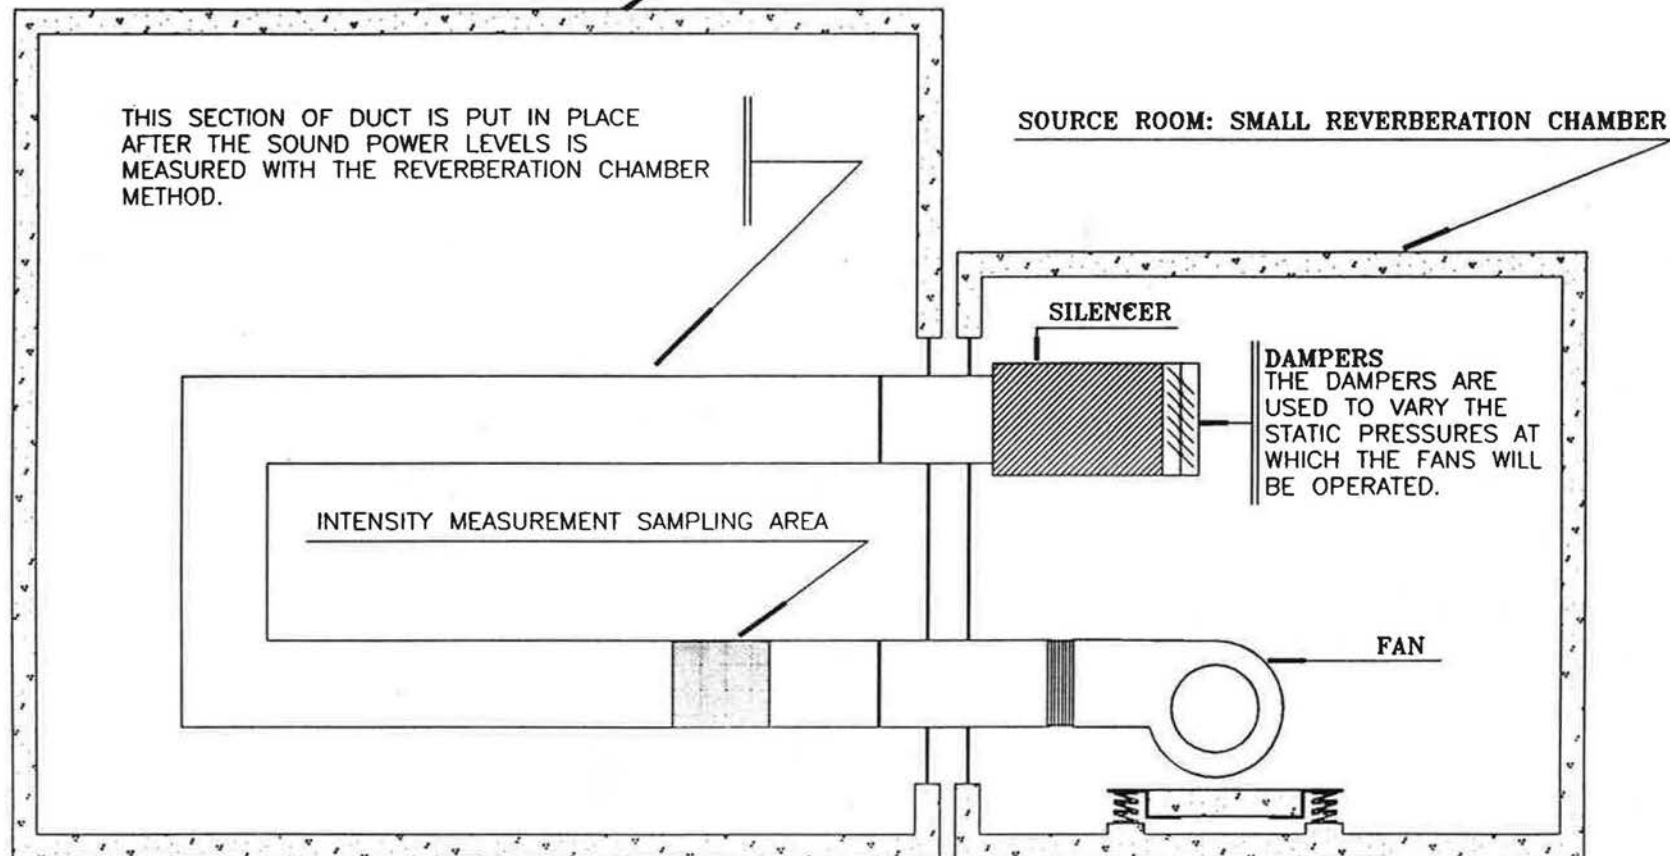 THIS SECTION OF DUCT IS PUT IN PLACE
AFTER THE SOUND POWER LEVELS IS
MEASURED WITH THE REVERBERATION CHAMBER
METHOD.
SOURCE ROOM: SMALL REVERBERATION CHAMBER
SILENCER
DAMPERS
THE DAMPERS ARE
USED TO VARY THE
STATIC PRESSURES AT
WHICH THE FANS WILL
BE OPERATED.
INTENSITY MEASUREMENT SAMPLING AREA
FAN